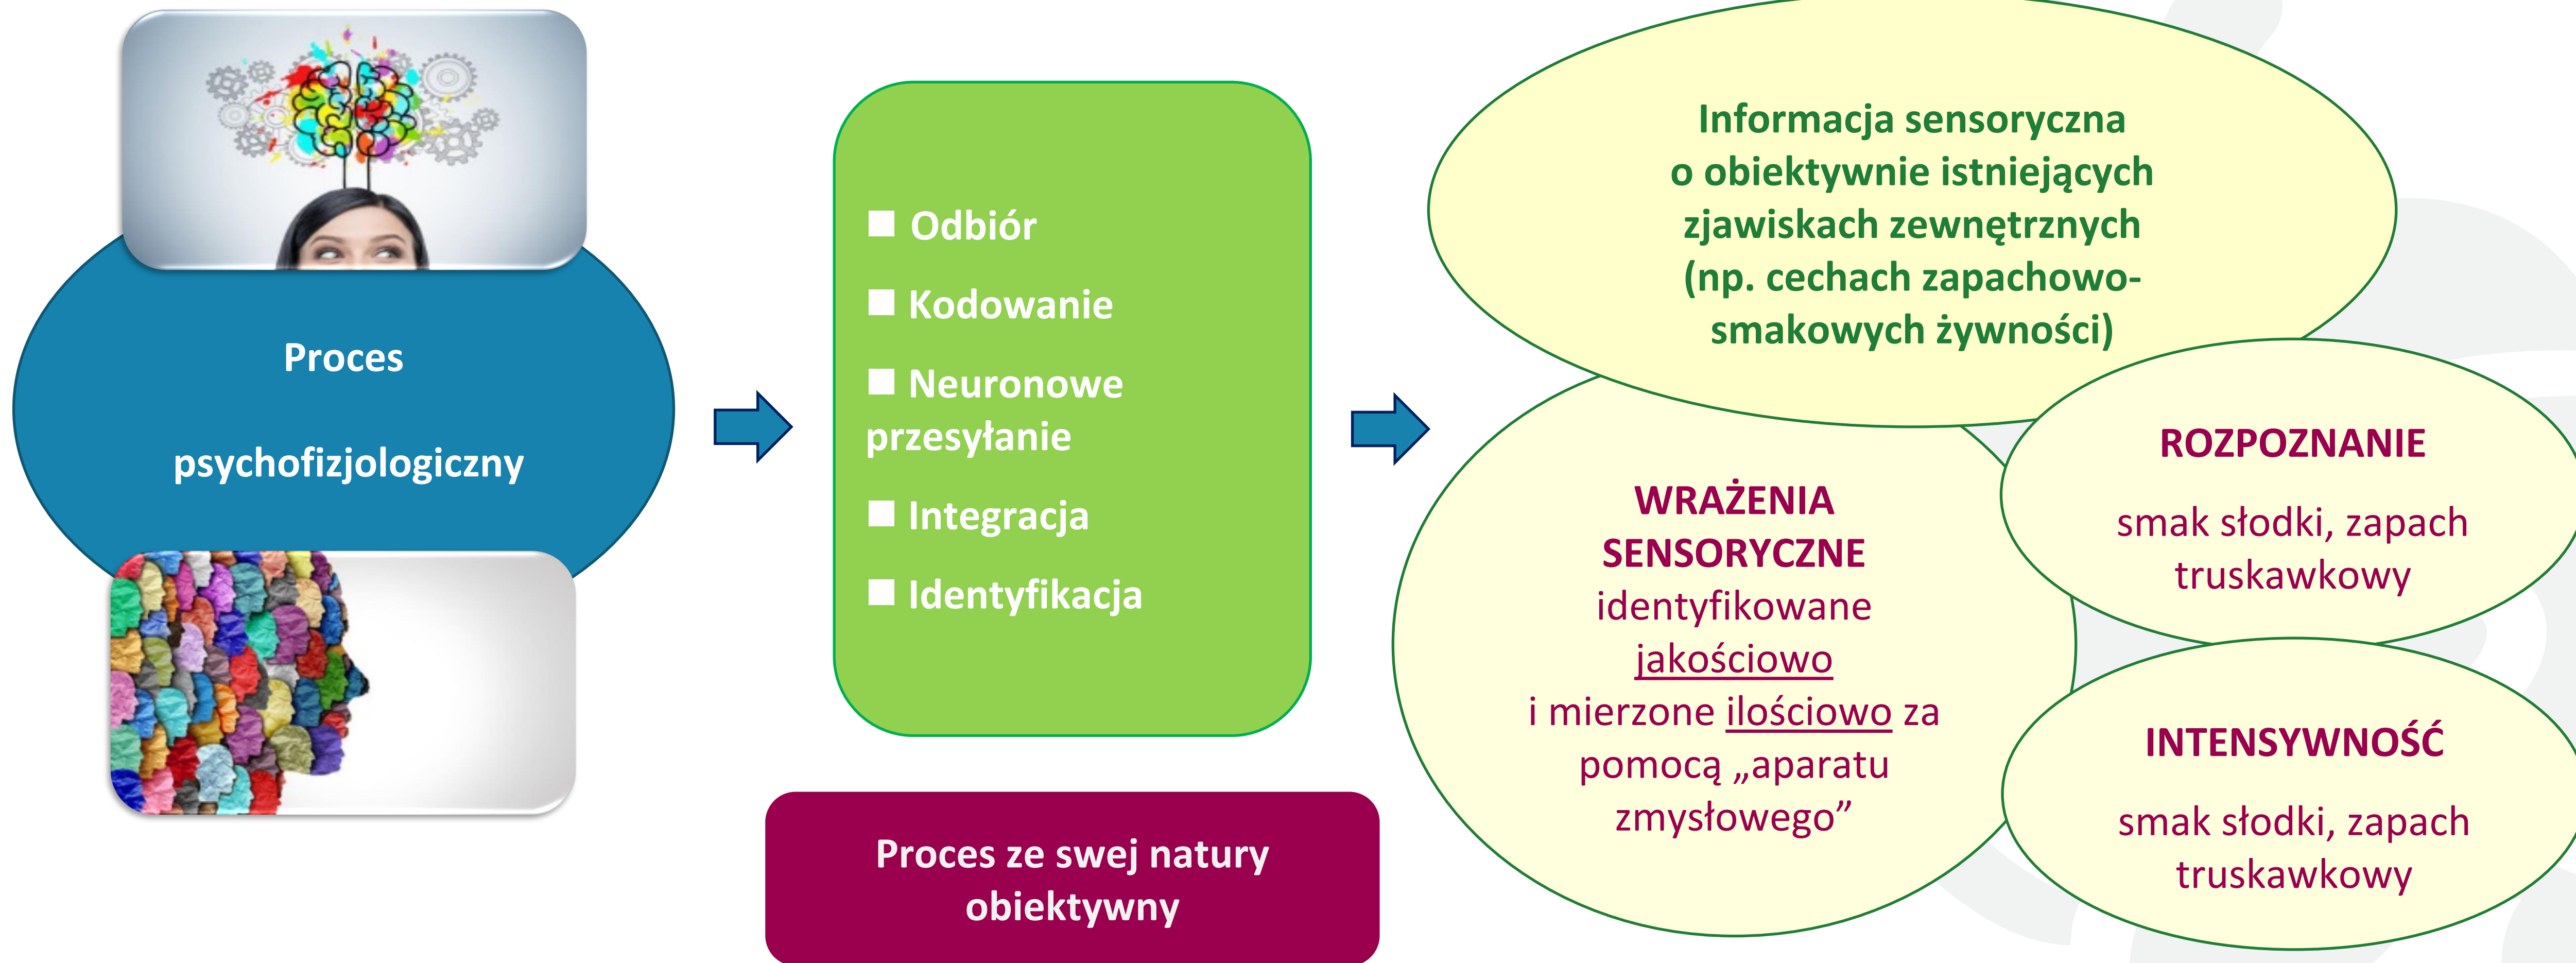 Proces
psychofizjologiczny
■ Odbiór
■ Kodowanie
■ Neuronowe
przesyłanie
■ Integracja
■ Identyfikacja
Proces ze swej natury
obiektywny
Informacja sensoryczna
o obiektywnie istniejących
zjawiskach zewnętrznych
(np. cechach zapachowo-
smakowych żywności)
WRAŻENIA
SENSORYCZNE
identyfikowane
jakościowo
i mierzone ilościowo za
pomocą „aparatu
zmysłowego”
ROZPOZNANIE
smak słodki, zapach
truskawkowy
INTENSYWNOŚĆ
smak słodki, zapach
truskawkowy